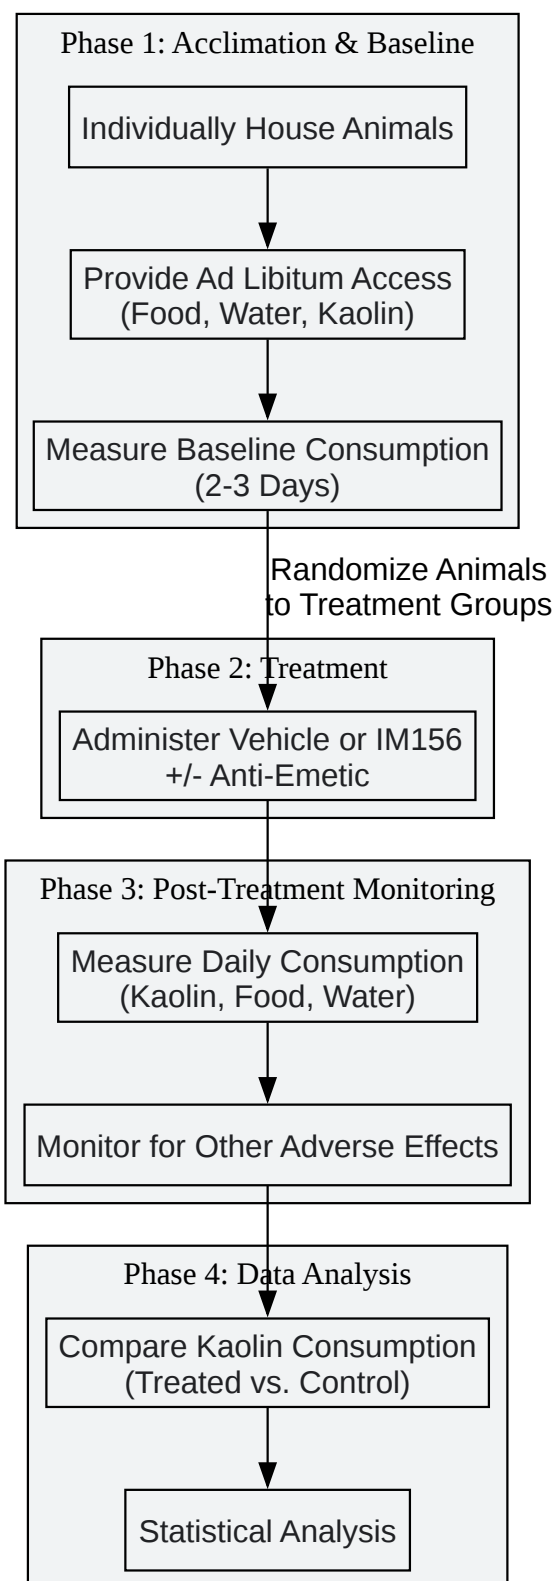 Phase 1: Acclimation & Baseline
Individually House Animals
Provide Ad Libitum Access
(Food, Water, Kaolin)
Measure Baseline Consumption
(2-3 Days)
Randomize Animals
to Treatment Groups
Phase 2: Treatment
Administer Vehicle or IM156
+/- Anti-Emetic
Phase 3: Post-Treatment Monitoring
Measure Daily Consumption
(Kaolin, Food, Water)
Monitor for Other Adverse Effects
Phase 4: Data Analysis
Compare Kaolin Consumption
(Treated vs. Control)
Statistical Analysis